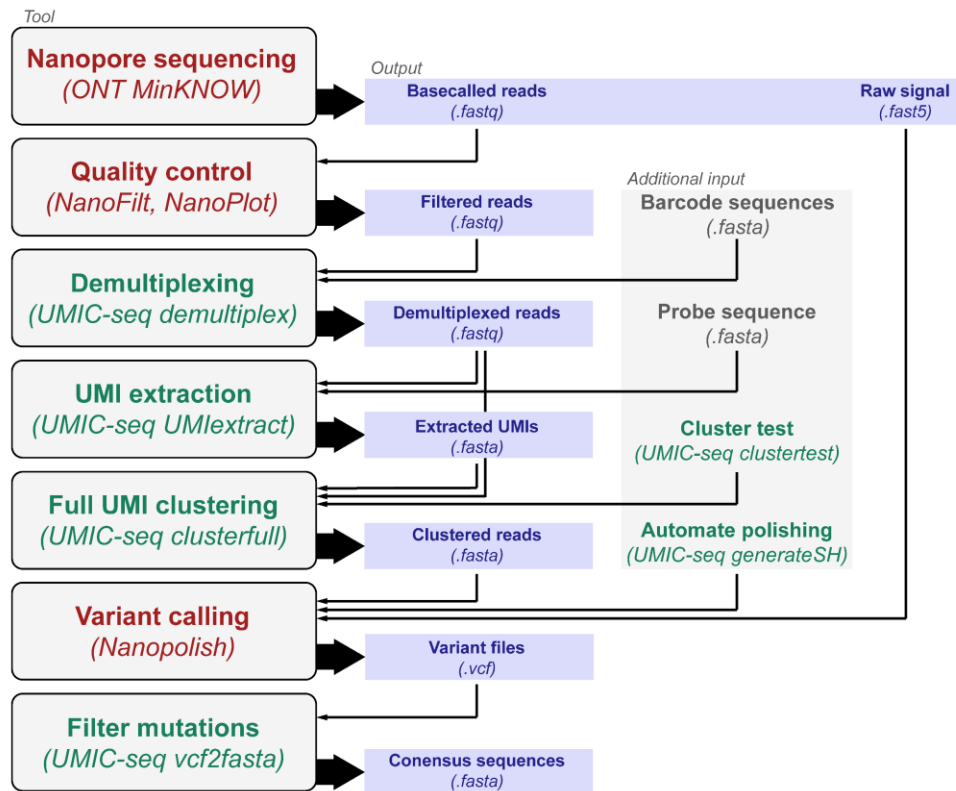 Tool
Nanopore sequencing
(ONT MinKNOW)
Output
Basecalled reads
(.fastq)
Raw signal
(.fast5)
Quality control
(NanoFilt, NanoPlot)
Filtered reads
(.fastq)
Additional input
Barcode sequences
(.fasta)
Demultiplexing
(UMIC-seq demultiplex)
Demultiplexed reads
(.fastq)
Probe sequence
(.fasta)
UMI extraction
(UMIC-seq UMIextract)
Extracted UMIs
(.fasta)
Cluster test
(UMIC-seq clustertest)
Full UMI clustering
(UMIC-seq clusterfull)
Clustered reads
(.fasta)
Automate polishing
(UMIC-seq generateSH)
Variant calling
(Nanopolish)
Variant files
(.vcf)
Filter mutations
(UMIC-seq vcf2fasta)
Conensus sequences
(.fasta)